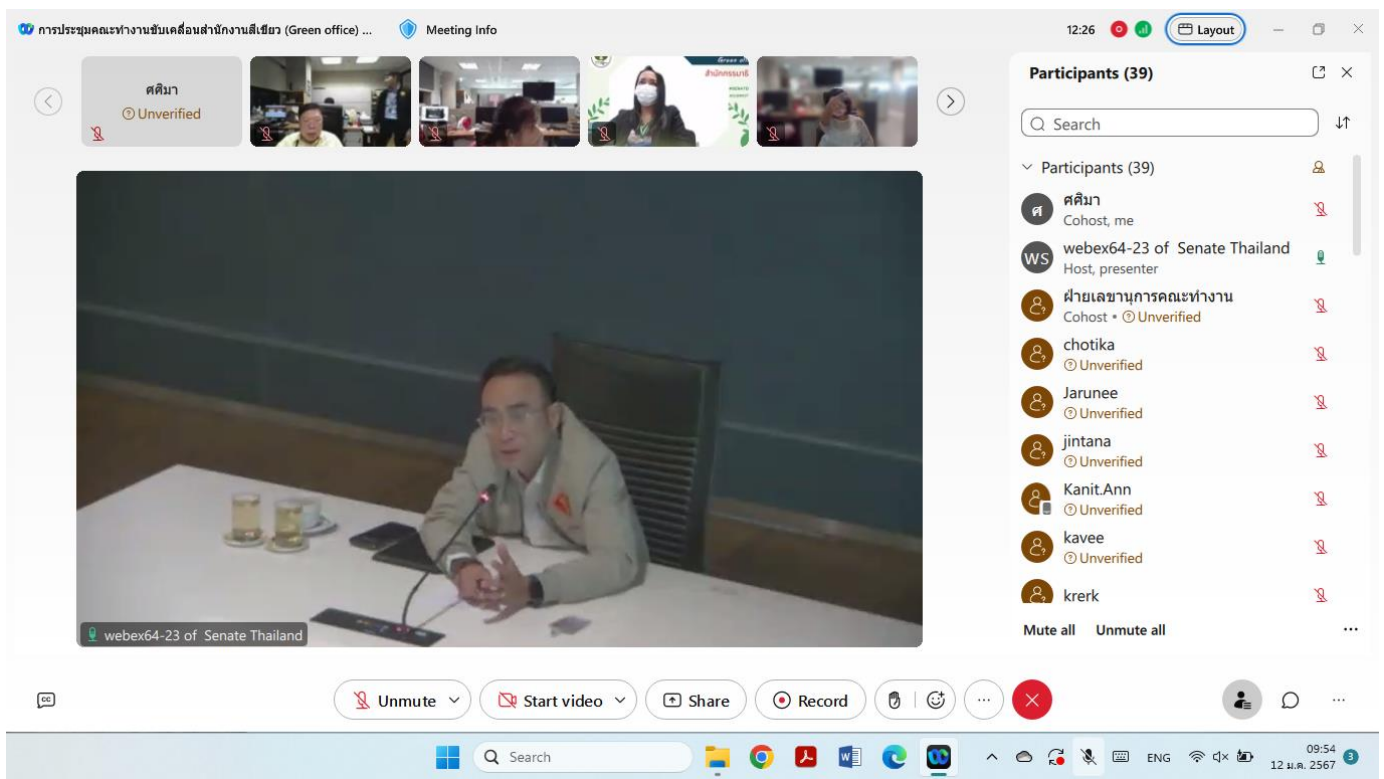 การประชุมคณะทำงานขับเคลื่อนสำนักงานสีเขียว (Green office) ...
Meeting Info
12:26
Layout
ศศิมา
Unverified
Participants (39)
Search
Participants (39)
ศ
ศศิมา
Cohost, me
WS
webex64-23 of Senate Thailand
Host, presenter
ฝ่ายเลขานุการคณะทำงาน
Cohost • Unverified
chotika
Unverified
Jarunee
Unverified
jintana
Unverified
Kanit.Ann
Unverified
kavee
Unverified
krerk
Mute all Unmute all
webex64-23 of Senate Thailand
CC
Unmute
Start video
Share
Record
Search
ENG
09:54
12 ม.ค. 2567
3